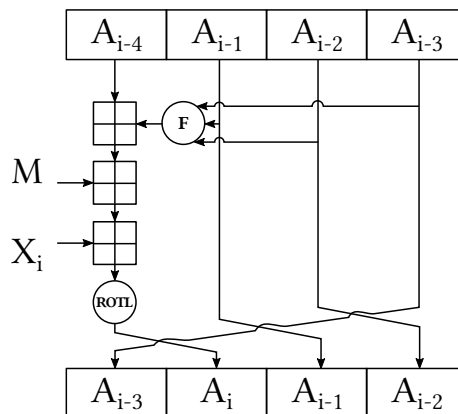 A_{i-4} A_{i-1} A_{i-2} A_{i-3}
F
M
X_i
ROTL
A_{i-3} A_i A_{i-1} A_{i-2}